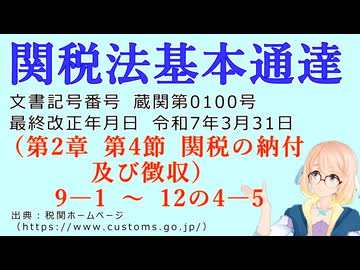 関税法基本通達
文書記号番号 蔵関第0100号
最終改正年月日 令和7年3月31日
（第2章 第4節 関税の納付
及び徴収）
9―1 ～ 12の4―5
出典：税関ホームページ
（https://www.customs.go.jp/）